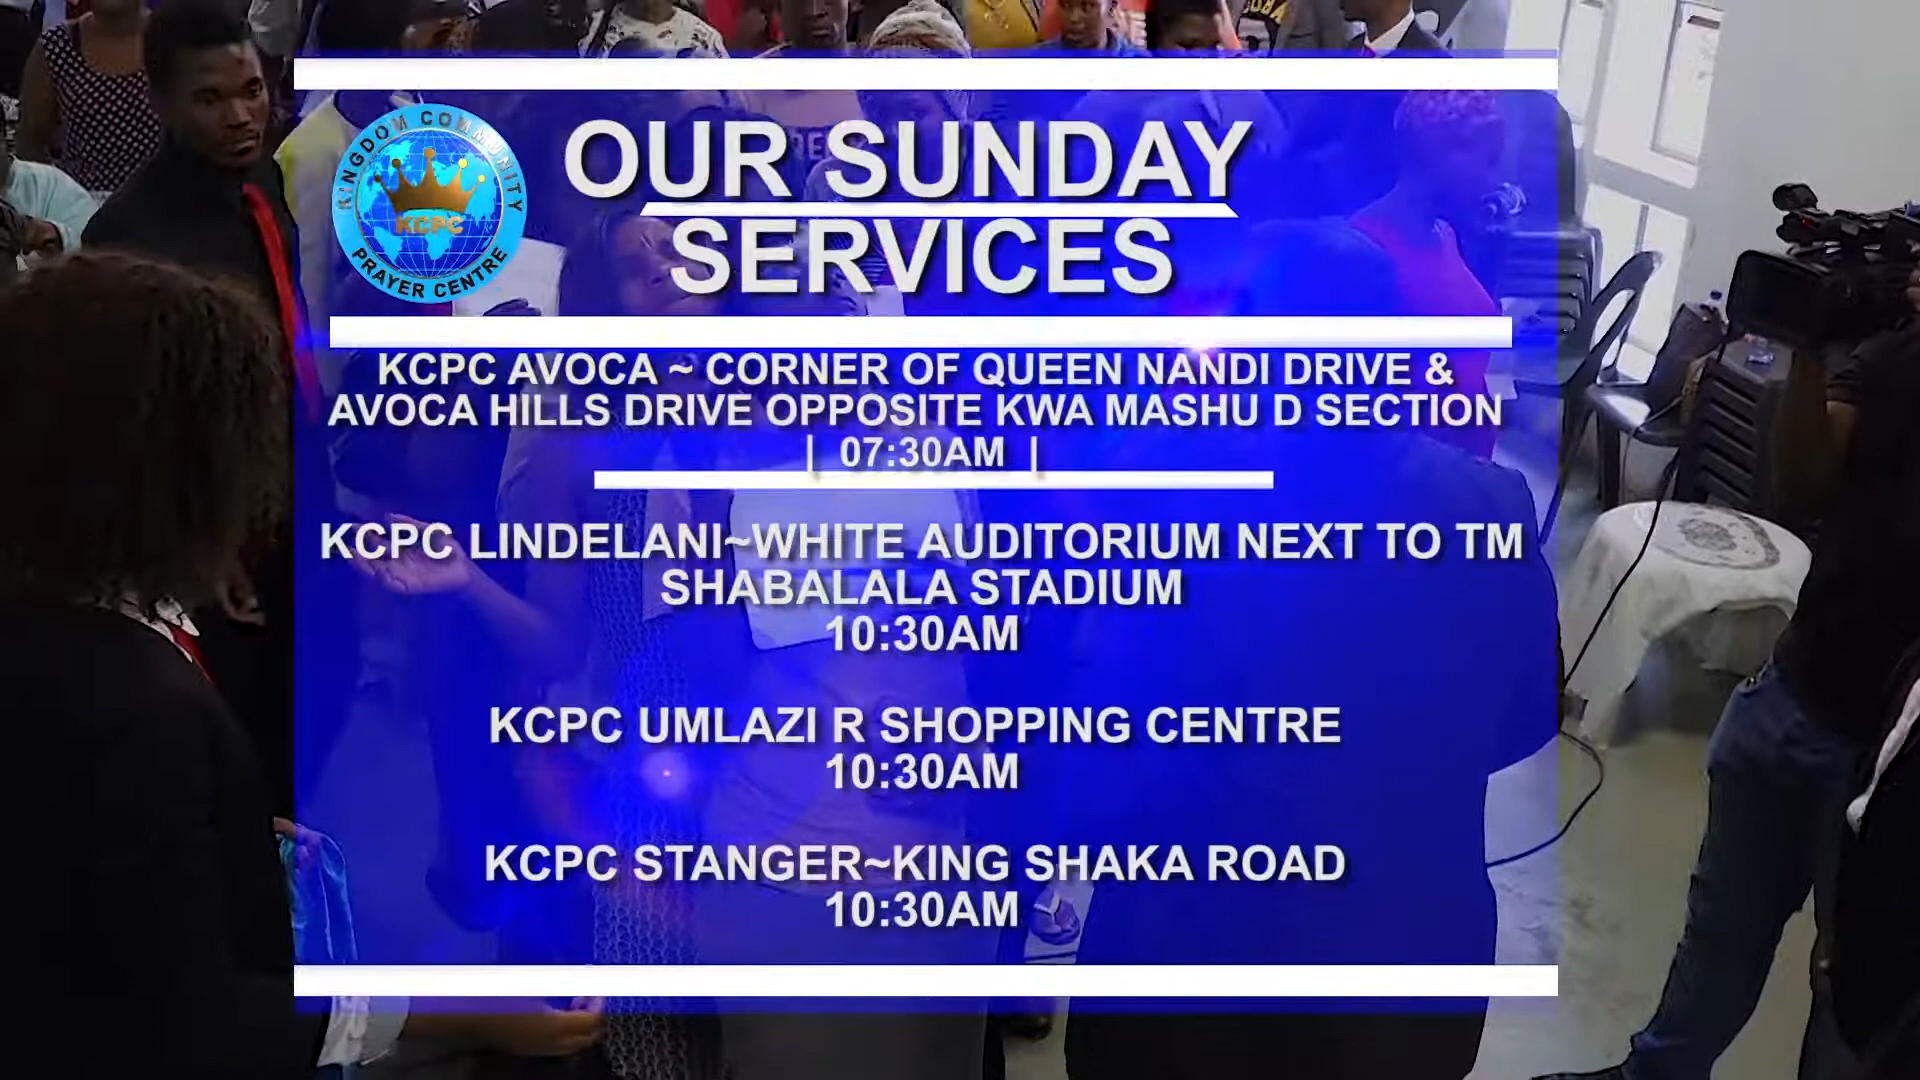 KINGDOM COMMUNITY
KCPC
PRAYER CENTRE
OUR SUNDAY
SERVICES
KCPC AVOCA ~ CORNER OF QUEEN NANDI DRIVE &
AVOCA HILLS DRIVE OPPOSITE KWA MASHU D SECTION
| 07:30AM |
KCPC LINDELANI~WHITE AUDITORIUM NEXT TO TM
SHABALALA STADIUM
10:30AM
KCPC UMLAZI R SHOPPING CENTRE
10:30AM
KCPC STANGER~KING SHAKA ROAD
10:30AM